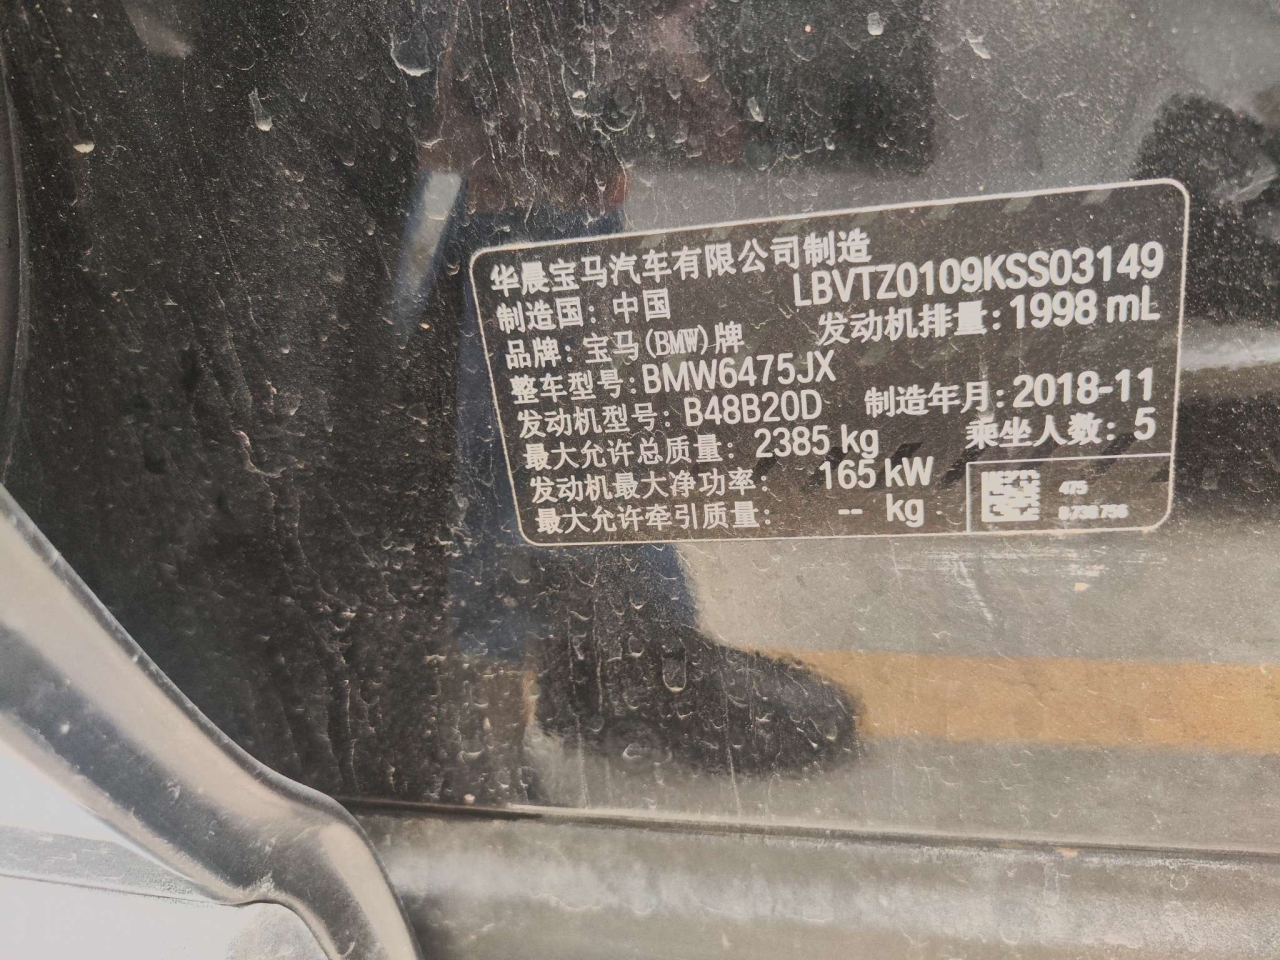 华晨宝马汽车有限公司制造
制造国：中国 LBVTZ0109KSS03149
品牌：宝马(BMW)牌 发动机排量：1998 mL
整车型号：BMW6475JX
发动机型号：B48B20D 制造年月：2018-11
最大允许总质量：2385 kg 乘坐人数：5
发动机最大净功率：165 kW
最大允许牵引质量：-- kg
475